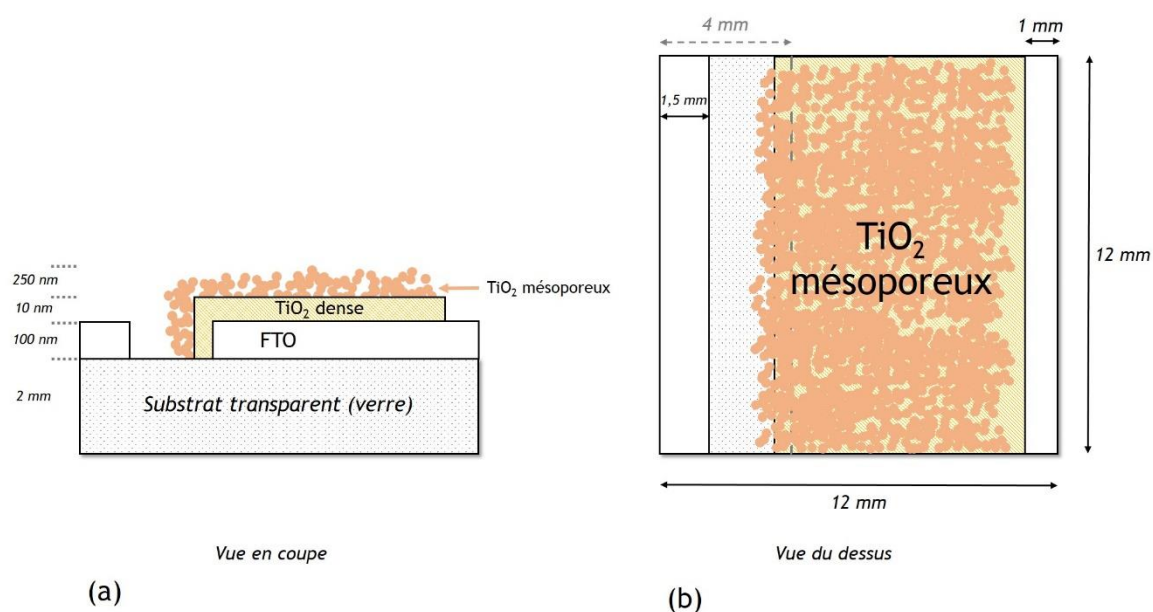 4 mm
1 mm
1,5 mm
TiO₂
mésoporeux
12 mm
250 nm
TiO₂ mésoporeux
10 nm
TiO₂ dense
100 nm
FTO
2 mm
Substrat transparent (verre)
12 mm
Vue en coupe
Vue du dessus
(a)
(b)